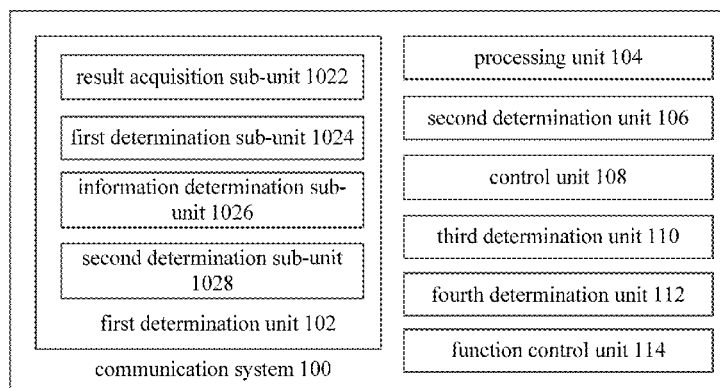 result acquisition sub-unit 1022
first determination sub-unit 1024
information determination sub-
unit 1026
second determination sub-unit
1028
first determination unit 102
communication system 100
processing unit 104
second determination unit 106
control unit 108
third determination unit 110
fourth determination unit 112
function control unit 114